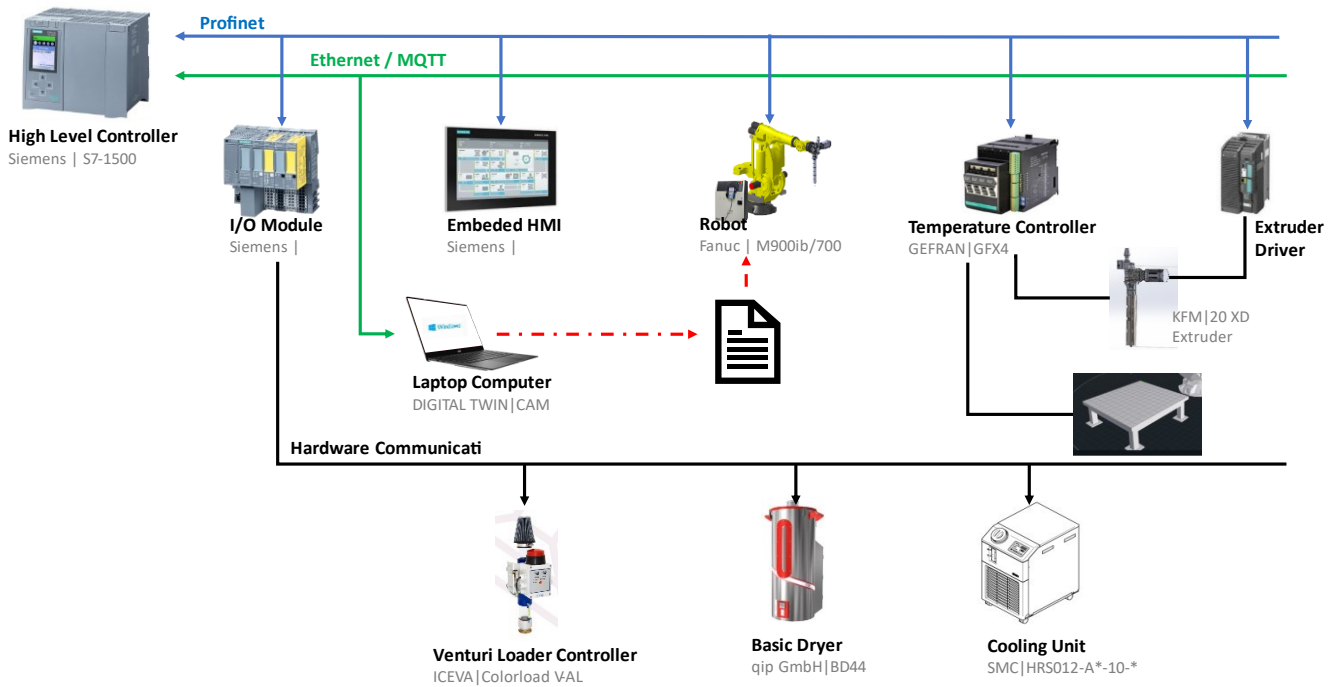 Profinet
Ethernet / MQTT
High Level Controller
Siemens | S7-1500
I/O Module
Siemens |
Embeded HMI
Siemens |
Robot
Fanuc | M900ib/700
Temperature Controller
GEFRAN|GFX4
Extruder
Driver
KFM|20 XD
Extruder
Windows
Laptop Computer
DIGITAL TWIN|CAM
Hardware Communicati
Venturi Loader Controller
ICEVA|Colorload V-AL
Basic Dryer
qip GmbH|BD44
Cooling Unit
SMC|HRS012-A*-10-*